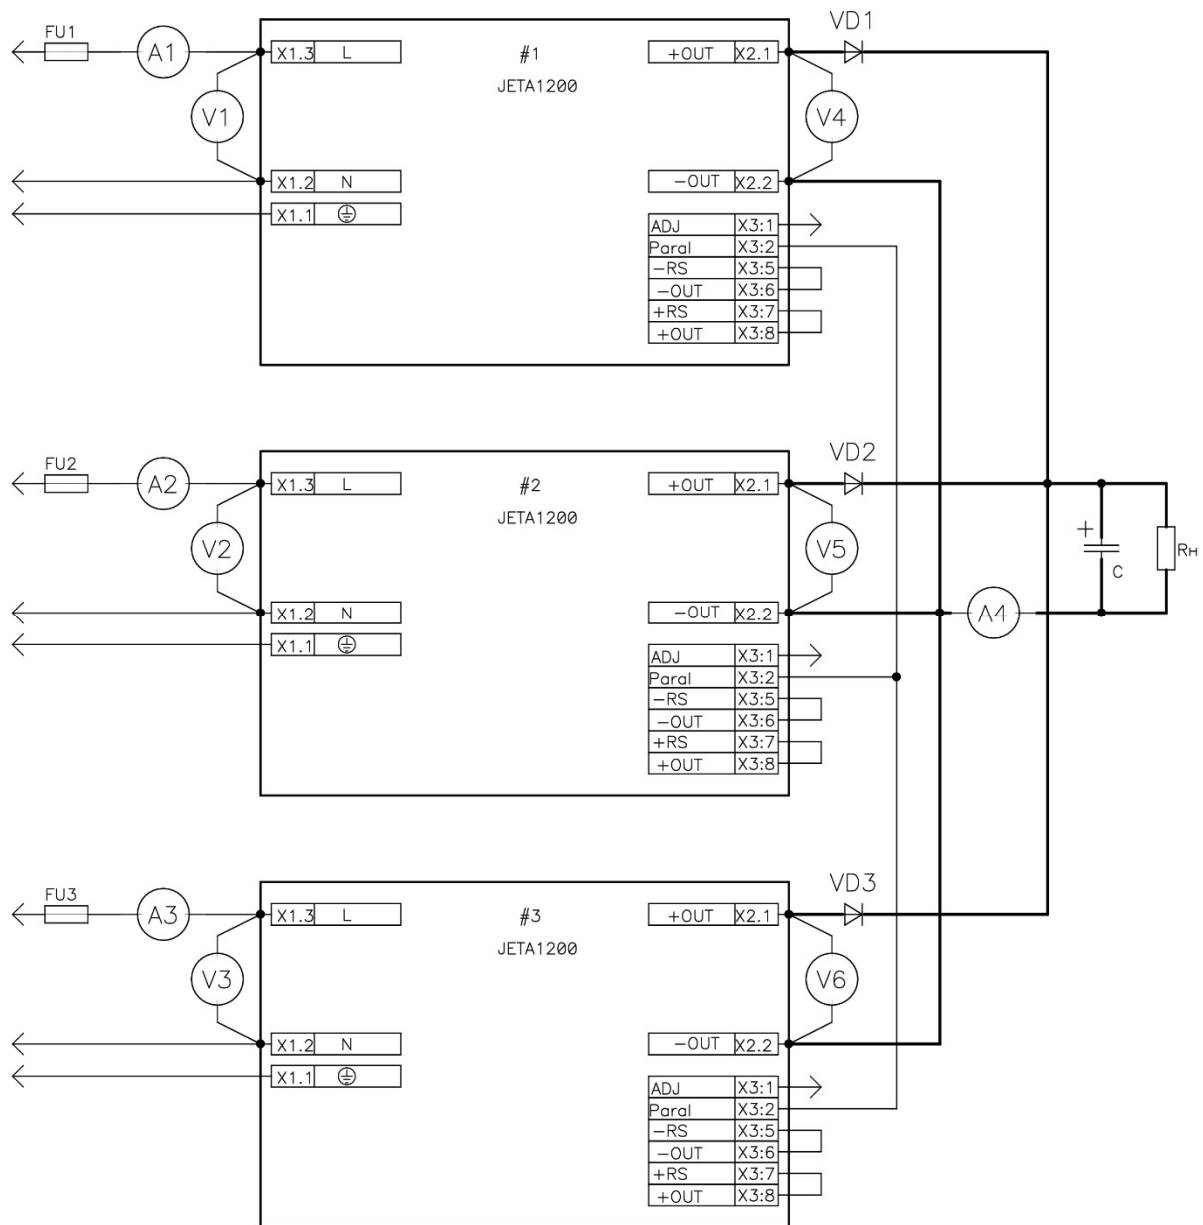 FU1 A1 X1.3 L #1 +OUT X2.1 VD1
JETA1200
V1 V4
X1.2 N -OUT X2.2
X1.1
ADJ X3:1
Paral X3:2
-RS X3:5
-OUT X3:6
+RS X3:7
+OUT X3:8
FU2 A2 X1.3 L #2 +OUT X2.1 VD2
JETA1200
V2 V5 + C RH
X1.2 N -OUT X2.2 A4
X1.1
ADJ X3:1
Paral X3:2
-RS X3:5
-OUT X3:6
+RS X3:7
+OUT X3:8
FU3 A3 X1.3 L #3 +OUT X2.1 VD3
JETA1200
V3 V6
X1.2 N -OUT X2.2
X1.1
ADJ X3:1
Paral X3:2
-RS X3:5
-OUT X3:6
+RS X3:7
+OUT X3:8